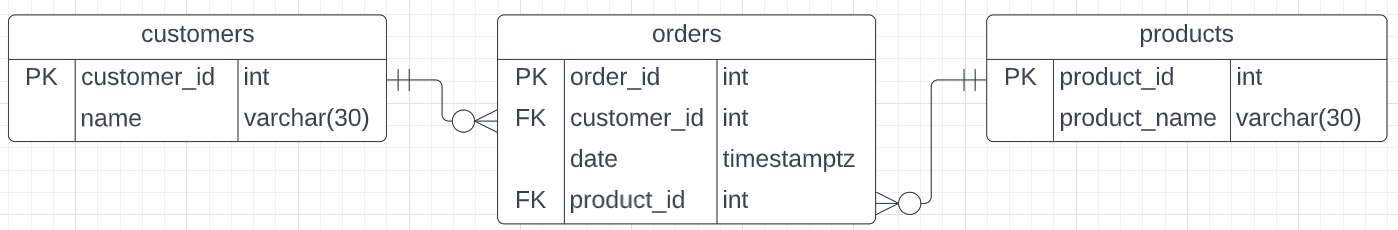 customers
PK customer_id int
name varchar(30)
orders
PK order_id int
FK customer_id int
date timestamptz
FK product_id int
products
PK product_id int
product_name varchar(30)